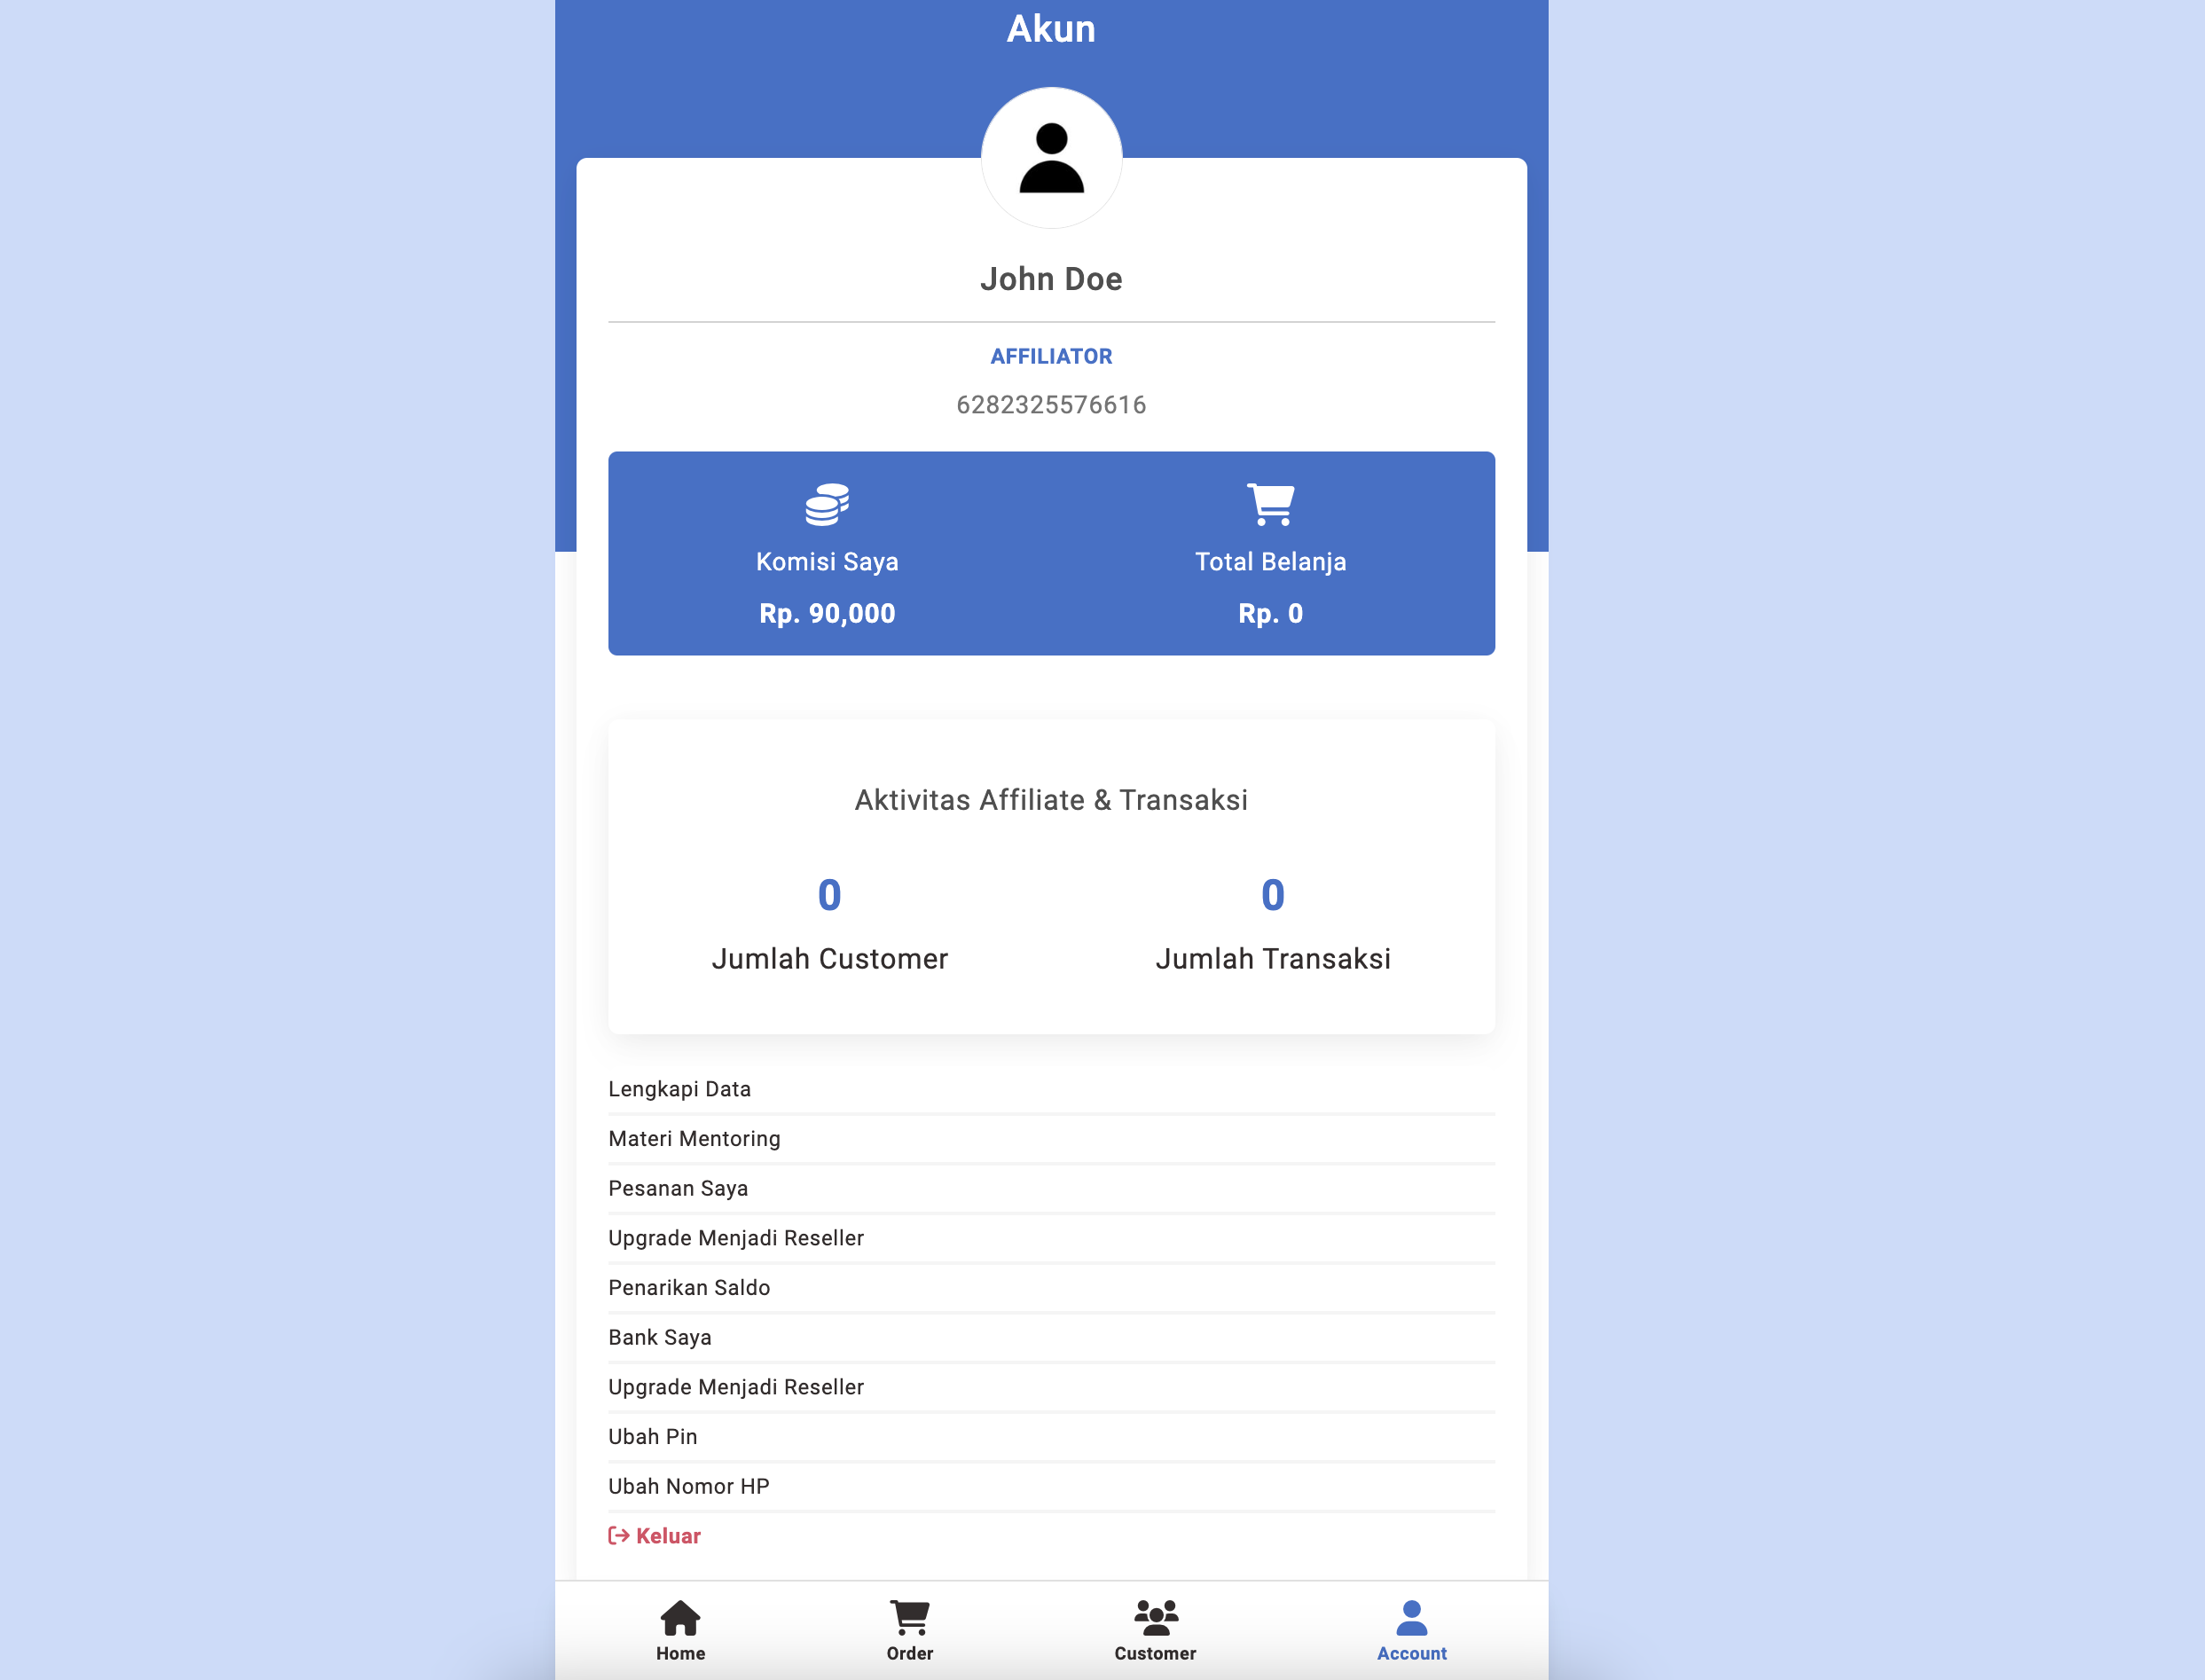 Akun
John Doe
AFFILIATOR
6282325576616
Komisi Saya
Rp. 90,000
Total Belanja
Rp. 0
Aktivitas Affiliate & Transaksi
0
Jumlah Customer
0
Jumlah Transaksi
Lengkapi Data
Materi Mentoring
Pesanan Saya
Upgrade Menjadi Reseller
Penarikan Saldo
Bank Saya
Upgrade Menjadi Reseller
Ubah Pin
Ubah Nomor HP
Keluar
Home
Order
Customer
Account